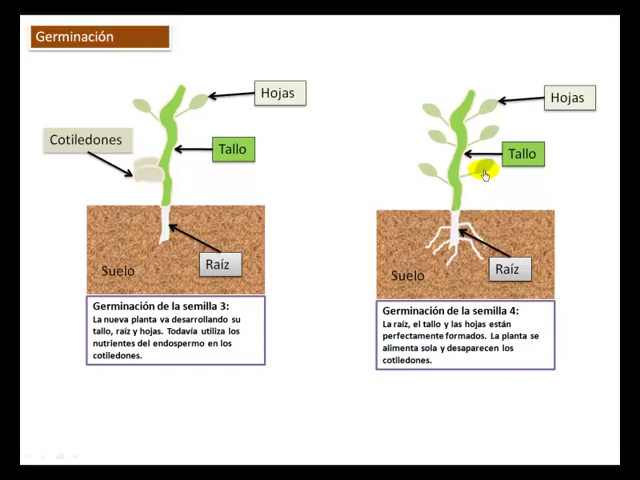 Germinación
Hojas
Cotiledones
Tallo
Raíz
Suelo
Germinación de la semilla 3:
La nueva planta va desarrollando su
tallo, raíz y hojas. Todavía utiliza los
nutrientes del endospermo en los
cotiledones.
Hojas
Tallo
Raíz
Suelo
Germinación de la semilla 4:
La raíz, el tallo y las hojas están
perfectamente formados. La planta se
alimenta sola y desaparecen los
cotiledones.